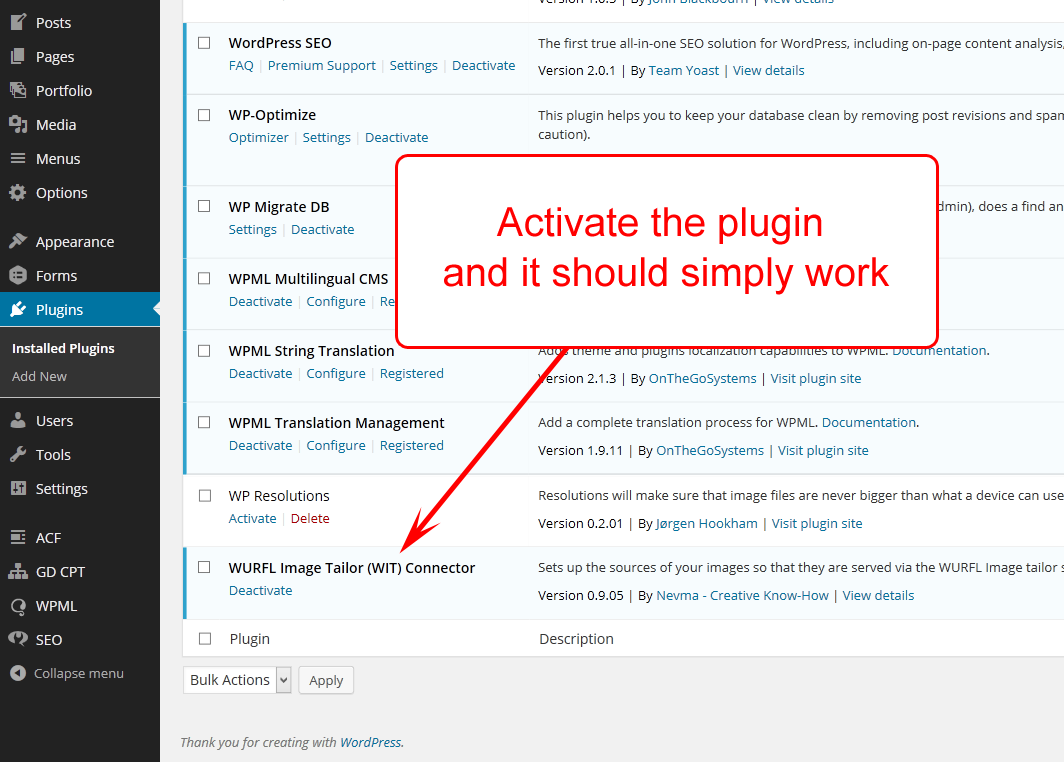 Posts
Pages
Portfolio
Media
Menus
Options
Appearance
Forms
Plugins
Installed Plugins
Add New
Users
Tools
Settings
ACF
GD CPT
WPML
SEO
Collapse menu
Version 1.0.3 | By John Blackbourn | View details
WordPress SEO
FAQ | Premium Support | Settings | Deactivate
The first true all-in-one SEO solution for WordPress, including on-page content analysis,
Version 2.0.1 | By Team Yoast | View details
WP-Optimize
Optimizer | Settings | Deactivate
This plugin helps you to keep your database clean by removing post revisions and spam
caution).
WP Migrate DB
Settings | Deactivate
dmin), does a find an
WPML Multilingual CMS
Deactivate | Configure | Re
Activate the plugin
and it should simply work
WPML String Translation
Deactivate | Configure | Registered
Adds theme and plugins localization capabilities to WPML. Documentation.
Version 2.1.3 | By OnTheGoSystems | Visit plugin site
WPML Translation Management
Deactivate | Configure | Registered
Add a complete translation process for WPML. Documentation.
Version 1.9.11 | By OnTheGoSystems | Visit plugin site
WP Resolutions
Activate | Delete
Resolutions will make sure that image files are never bigger than what a device can use
Version 0.2.01 | By Jørgen Hookham | Visit plugin site
WURFL Image Tailor (WIT) Connector
Deactivate
Sets up the sources of your images so that they are served via the WURFL Image tailor s
Version 0.9.05 | By Nevma - Creative Know-How | View details
Plugin
Description
Bulk Actions
Apply
Thank you for creating with WordPress.